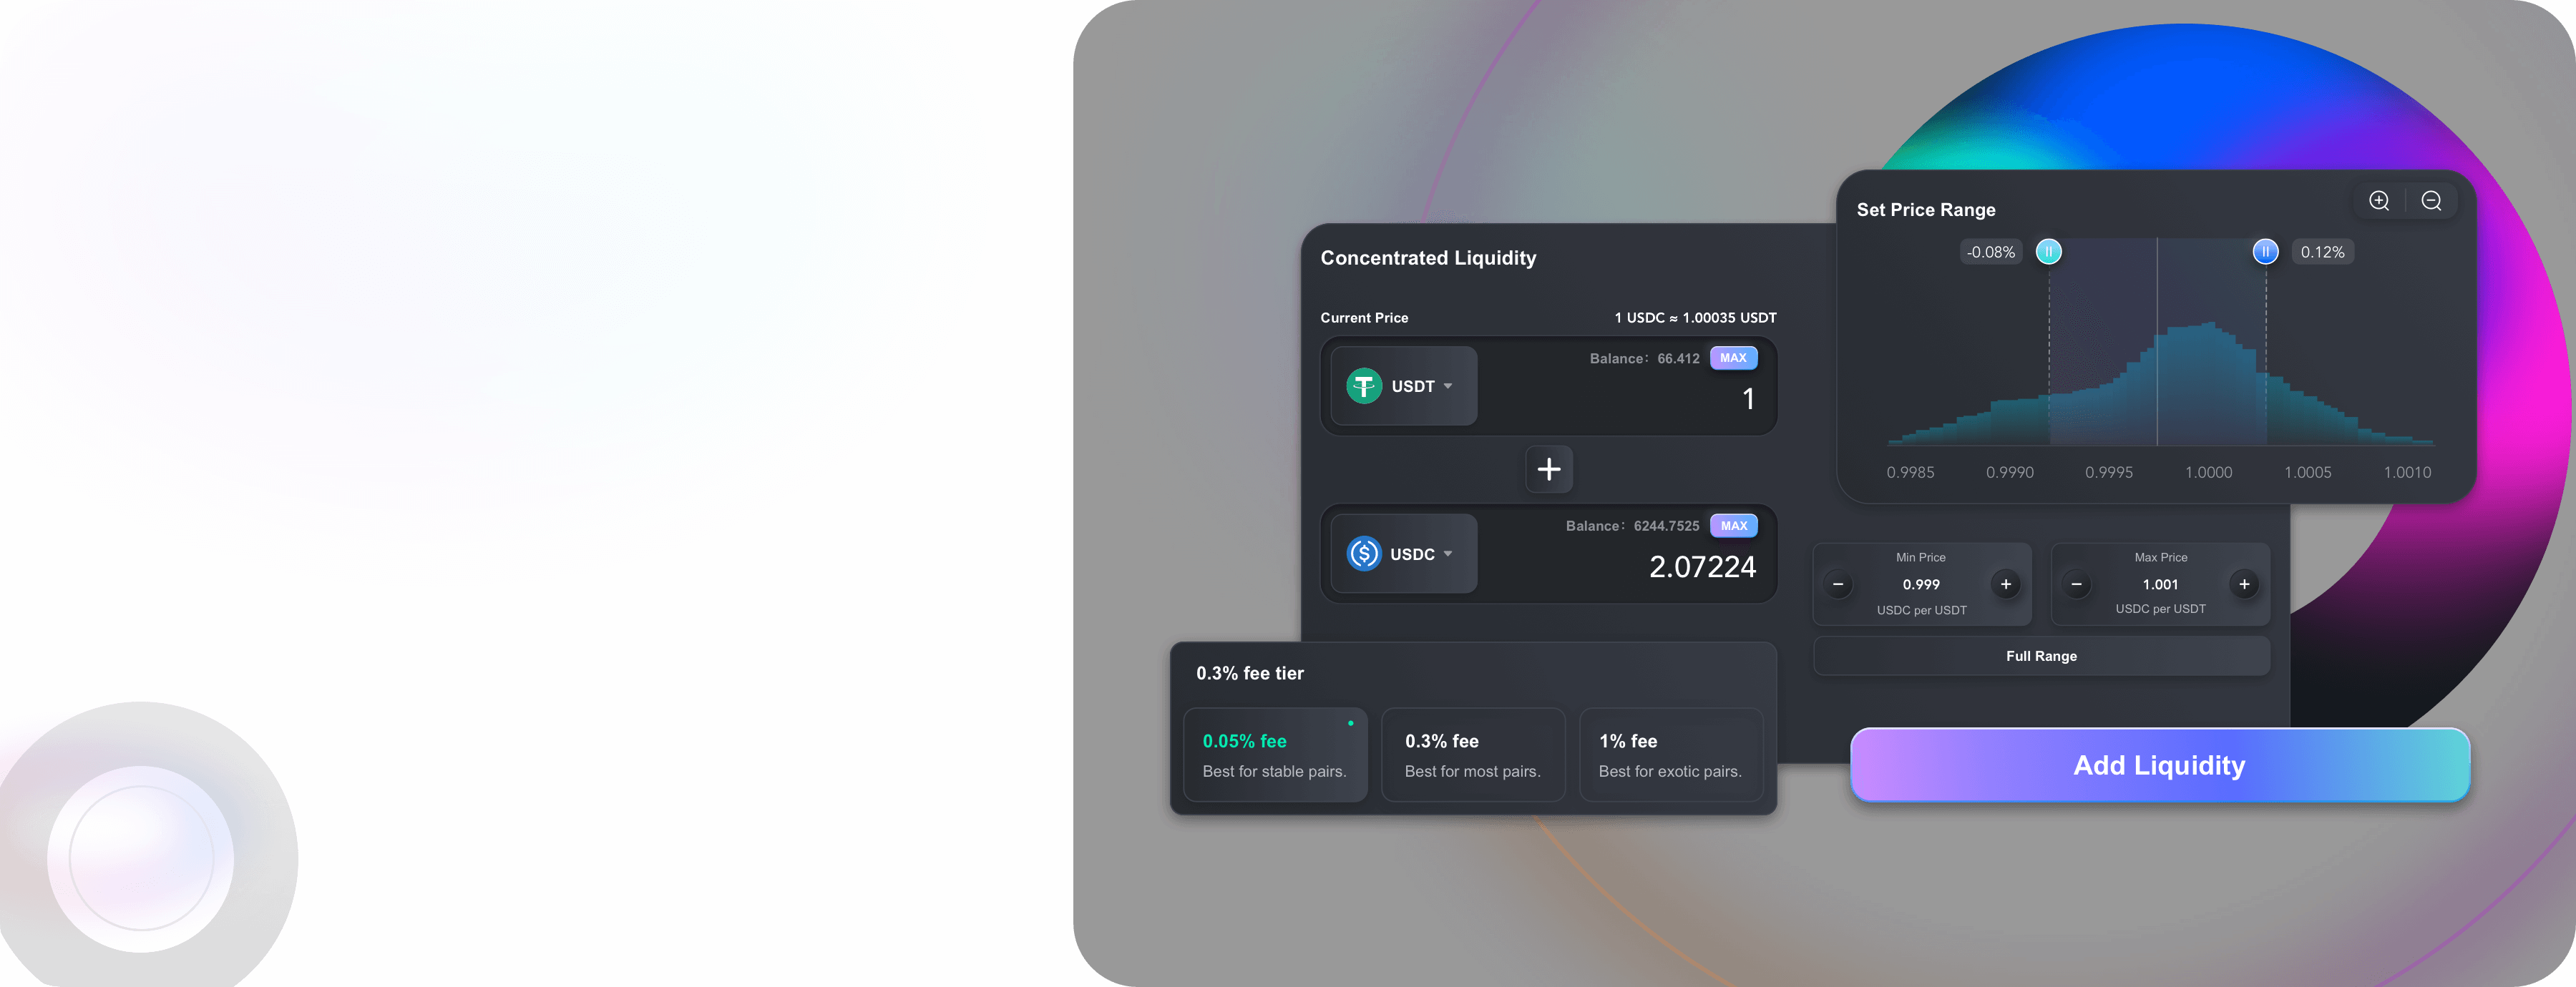 Concentrated Liquidity
Current Price 1 USDC ≈ 1.00035 USDT
Balance: 66.412 MAX
USDT
1
Balance: 6244.7525 MAX
USDC
2.07224
0.3% fee tier
0.05% fee
Best for stable pairs.
0.3% fee
Best for most pairs.
1% fee
Best for exotic pairs.
Set Price Range
-0.08% 0.12%
0.9985 0.9990 0.9995 1.0000 1.0005 1.0010
Min Price
0.999
USDC per USDT
Max Price
1.001
USDC per USDT
Full Range
Add Liquidity